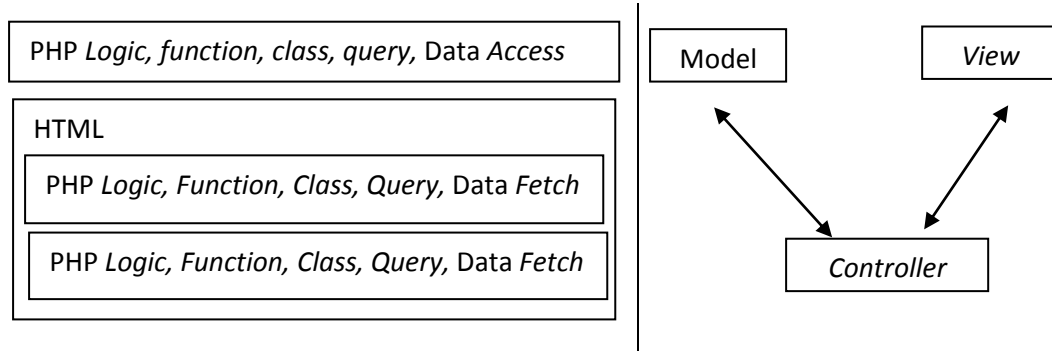 PHP Logic, function, class, query, Data Access
HTML
PHP Logic, Function, Class, Query, Data Fetch
PHP Logic, Function, Class, Query, Data Fetch
Model
View
Controller